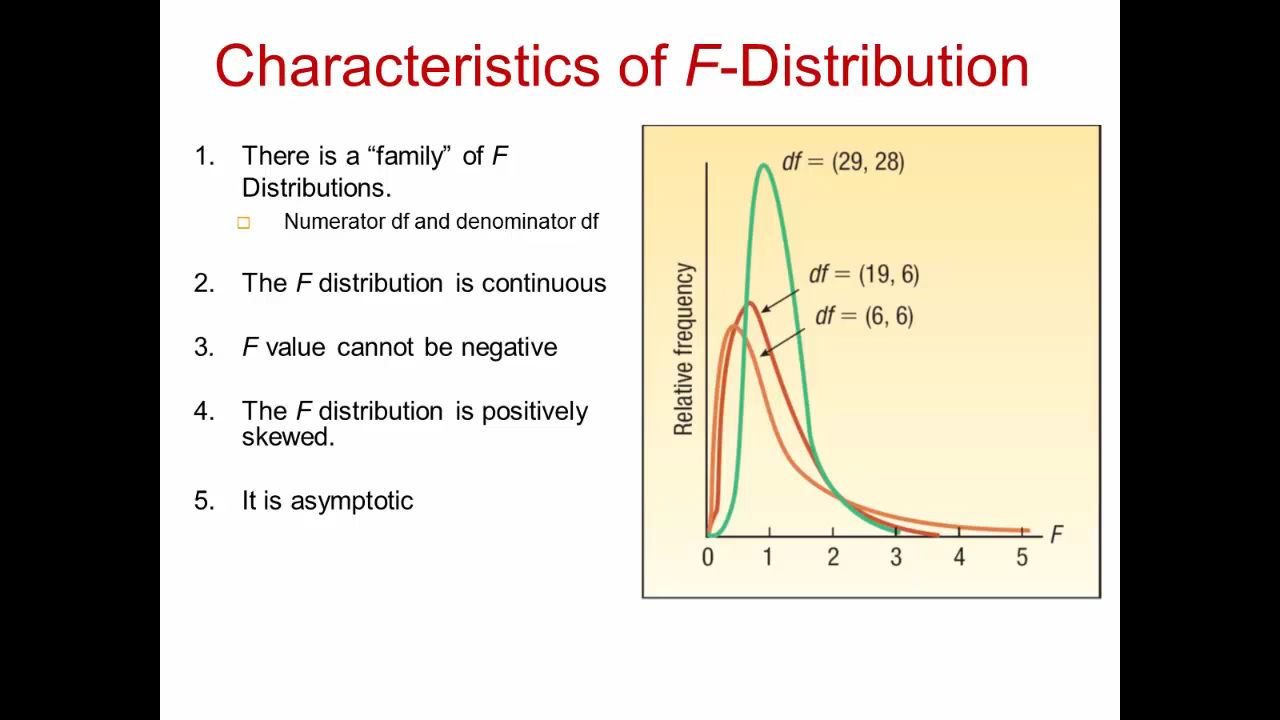 Characteristics of F-Distribution
1. There is a “family” of F
Distributions.
Numerator df and denominator df
2. The F distribution is continuous
3. F value cannot be negative
4. The F distribution is positively
skewed.
5. It is asymptotic
df = (29, 28)
df = (19, 6)
df = (6, 6)
Relative frequency
F
0 1 2 3 4 5